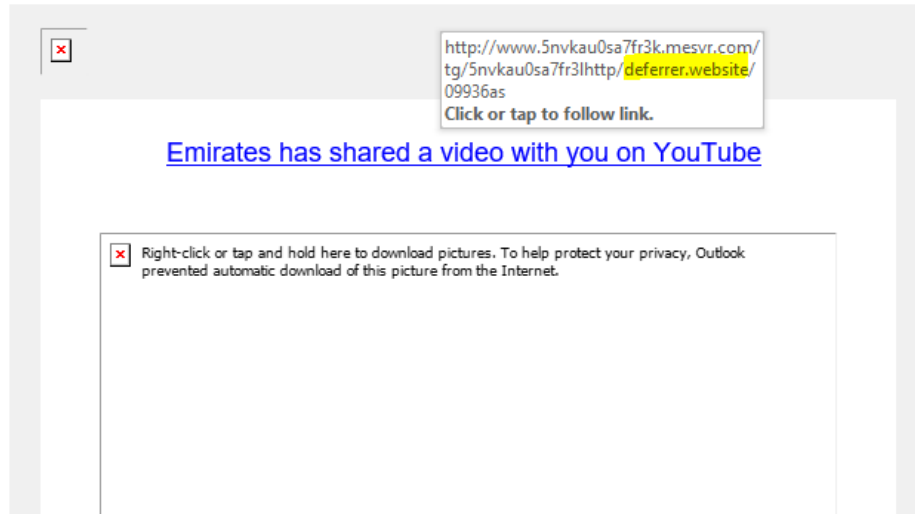 http://www.5nvkau0sa7fr3k.mesvr.com/
tg/5nvkau0sa7fr3lhttp/deferrer.website/
09936as
Click or tap to follow link.
Emirates has shared a video with you on YouTube
Right-click or tap and hold here to download pictures. To help protect your privacy, Outlook
prevented automatic download of this picture from the Internet.